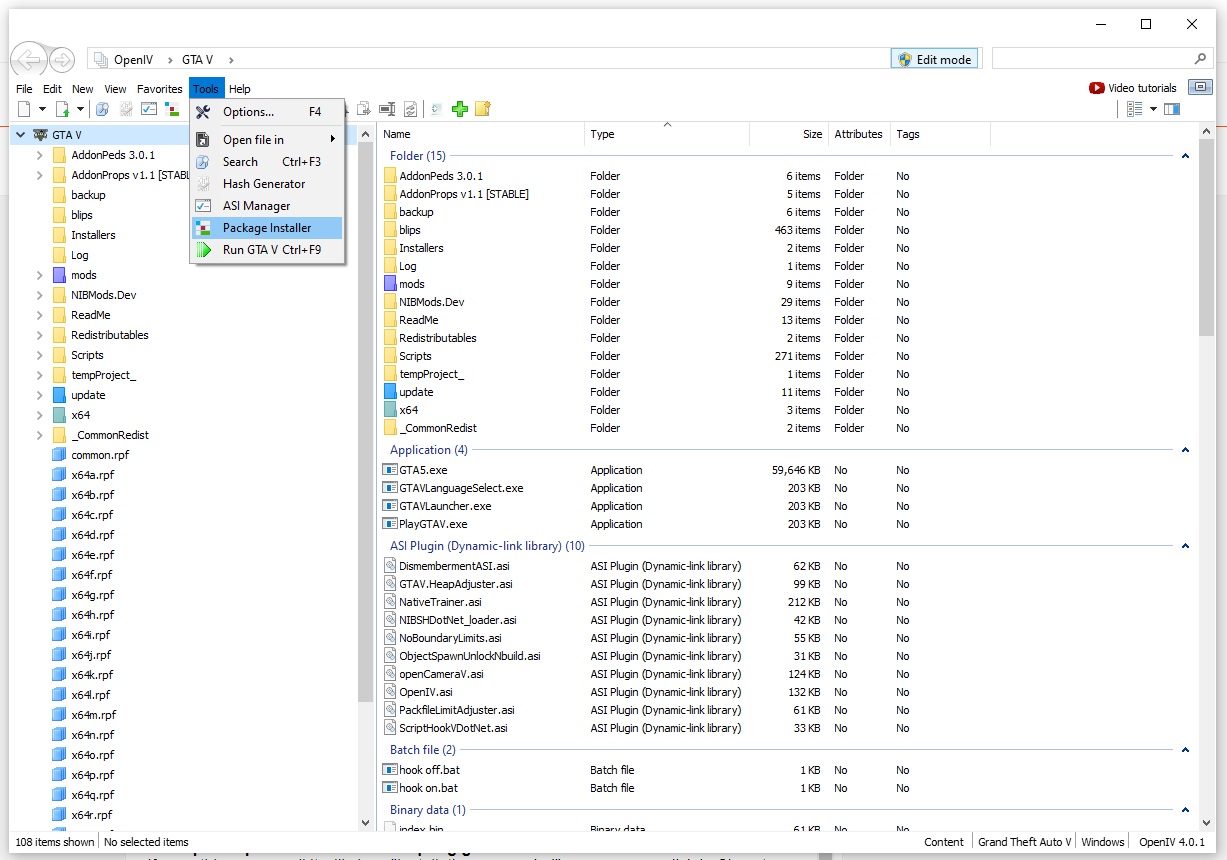 OpenIV > GTA V >
Edit mode
File Edit New View Favorites Tools Help
Video tutorials
Options... F4
Open file in
Search Ctrl+F3
Hash Generator
ASI Manager
Package Installer
Run GTA V Ctrl+F9
GTA V
AddonPeds 3.0.1
AddonProps v1.1 [STABL
backup
blips
Installers
Log
mods
NIBMods.Dev
ReadMe
Redistributables
Scripts
tempProject_
update
x64
_CommonRedist
common.rpf
x64a.rpf
x64b.rpf
x64c.rpf
x64d.rpf
x64e.rpf
x64f.rpf
x64g.rpf
x64h.rpf
x64i.rpf
x64j.rpf
x64k.rpf
x64l.rpf
x64m.rpf
x64n.rpf
x64o.rpf
x64p.rpf
x64q.rpf
x64r.rpf
Name Type Size Attributes Tags
Folder (15)
AddonPeds 3.0.1 Folder 6 items Folder No
AddonProps v1.1 [STABLE] Folder 5 items Folder No
backup Folder 6 items Folder No
blips Folder 463 items Folder No
Installers Folder 2 items Folder No
Log Folder 1 items Folder No
mods Folder 9 items Folder No
NIBMods.Dev Folder 29 items Folder No
ReadMe Folder 13 items Folder No
Redistributables Folder 2 items Folder No
Scripts Folder 271 items Folder No
tempProject_ Folder 1 items Folder No
update Folder 11 items Folder No
x64 Folder 3 items Folder No
_CommonRedist Folder 2 items Folder No
Application (4)
GTA5.exe Application 59,646 KB No No
GTAVLanguageSelect.exe Application 203 KB No No
GTAVLauncher.exe Application 203 KB No No
PlayGTAV.exe Application 203 KB No No
ASI Plugin (Dynamic-link library) (10)
DismembermentASI.asi ASI Plugin (Dynamic-link library) 62 KB No No
GTAV.HeapAdjuster.asi ASI Plugin (Dynamic-link library) 99 KB No No
NativeTrainer.asi ASI Plugin (Dynamic-link library) 212 KB No No
NIBSHDotNet_loader.asi ASI Plugin (Dynamic-link library) 42 KB No No
NoBoundaryLimits.asi ASI Plugin (Dynamic-link library) 55 KB No No
ObjectSpawnUnlockNbuild.asi ASI Plugin (Dynamic-link library) 31 KB No No
openCameraV.asi ASI Plugin (Dynamic-link library) 124 KB No No
OpenIV.asi ASI Plugin (Dynamic-link library) 132 KB No No
PackfileLimitAdjuster.asi ASI Plugin (Dynamic-link library) 61 KB No No
ScriptHookVDotNet.asi ASI Plugin (Dynamic-link library) 33 KB No No
Batch file (2)
hook off.bat Batch file 1 KB No No
hook on.bat Batch file 1 KB No No
Binary data (1)
index.bin Binary data 61 KB No No
108 items shown No selected items
Content Grand Theft Auto V Windows OpenIV 4.0.1